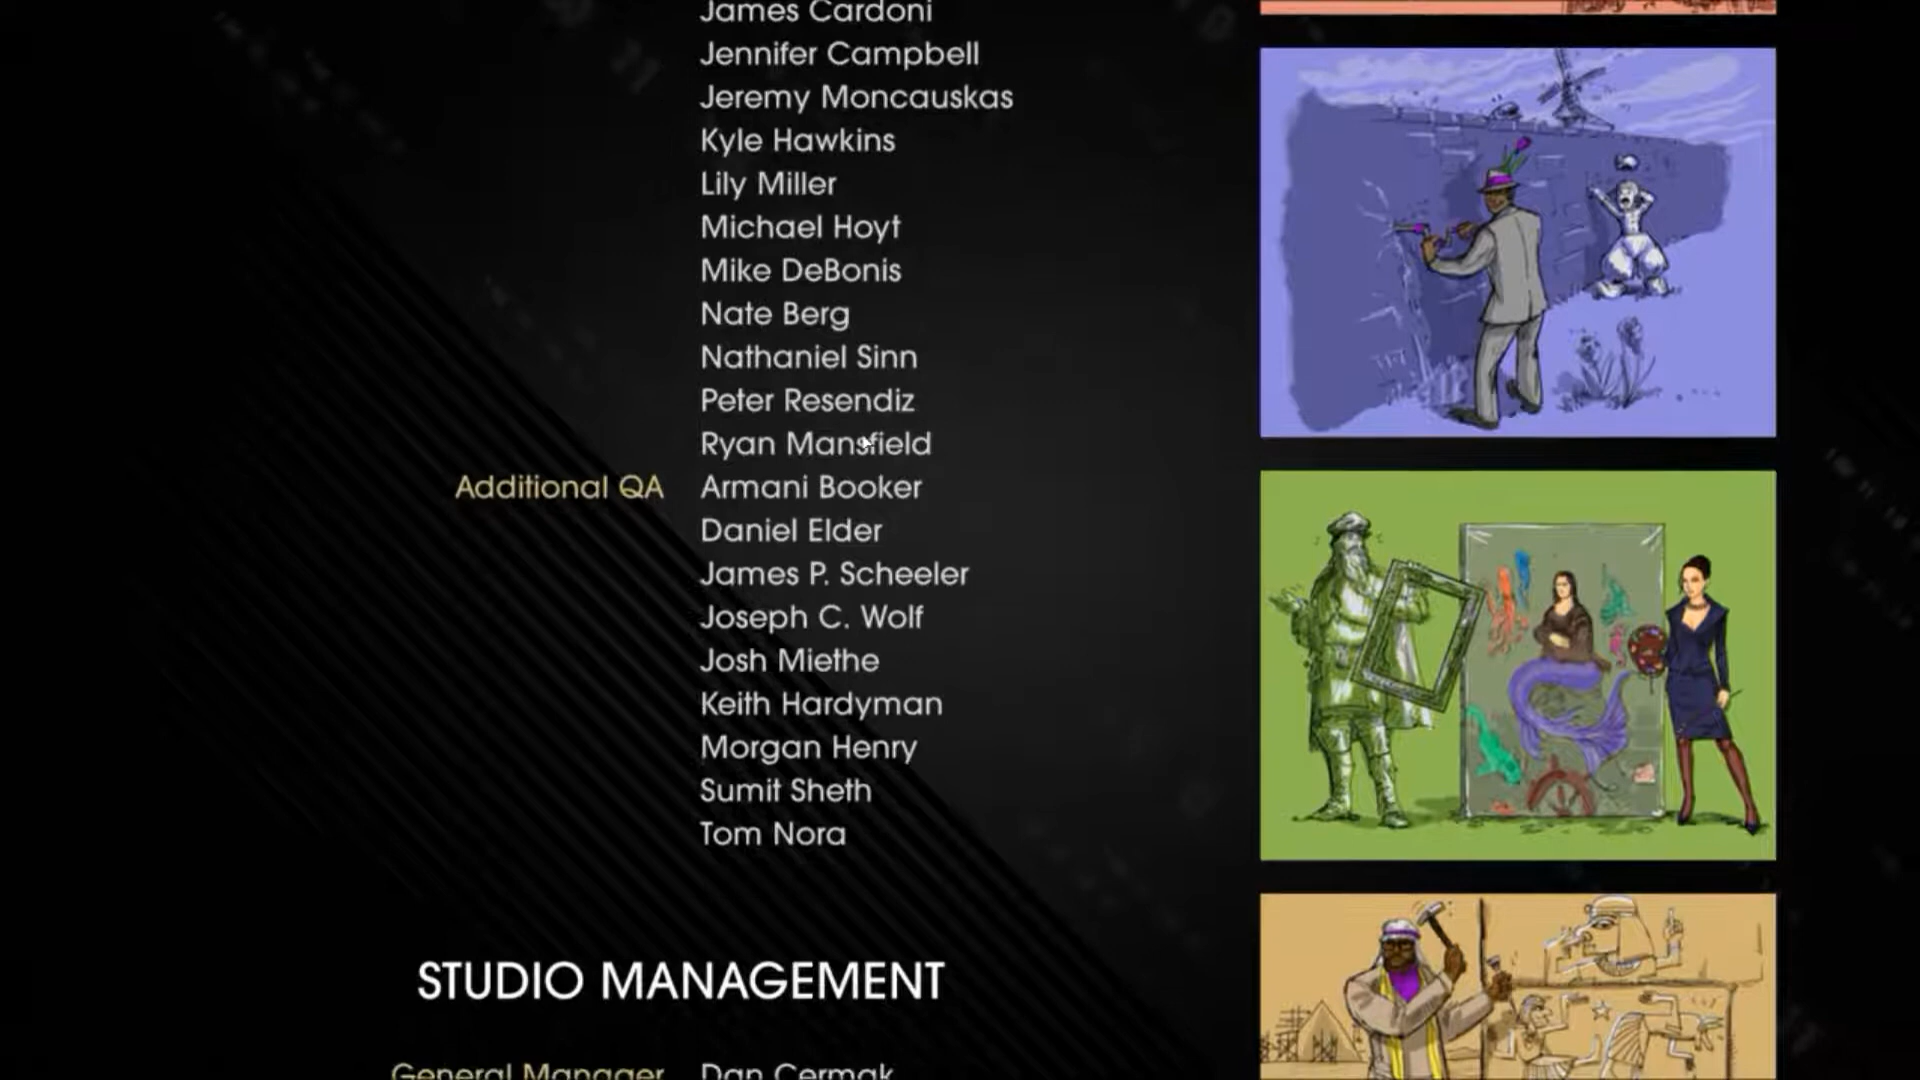 James Cardoni
Jennifer Campbell
Jeremy Moncauskas
Kyle Hawkins
Lily Miller
Michael Hoyt
Mike DeBonis
Nate Berg
Nathaniel Sinn
Peter Resendiz
Ryan Mansfield
Additional QA Armani Booker
Daniel Elder
James P. Scheeler
Joseph C. Wolf
Josh Miethe
Keith Hardyman
Morgan Henry
Sumit Sheth
Tom Nora
STUDIO MANAGEMENT
General Manager Dan Cermak